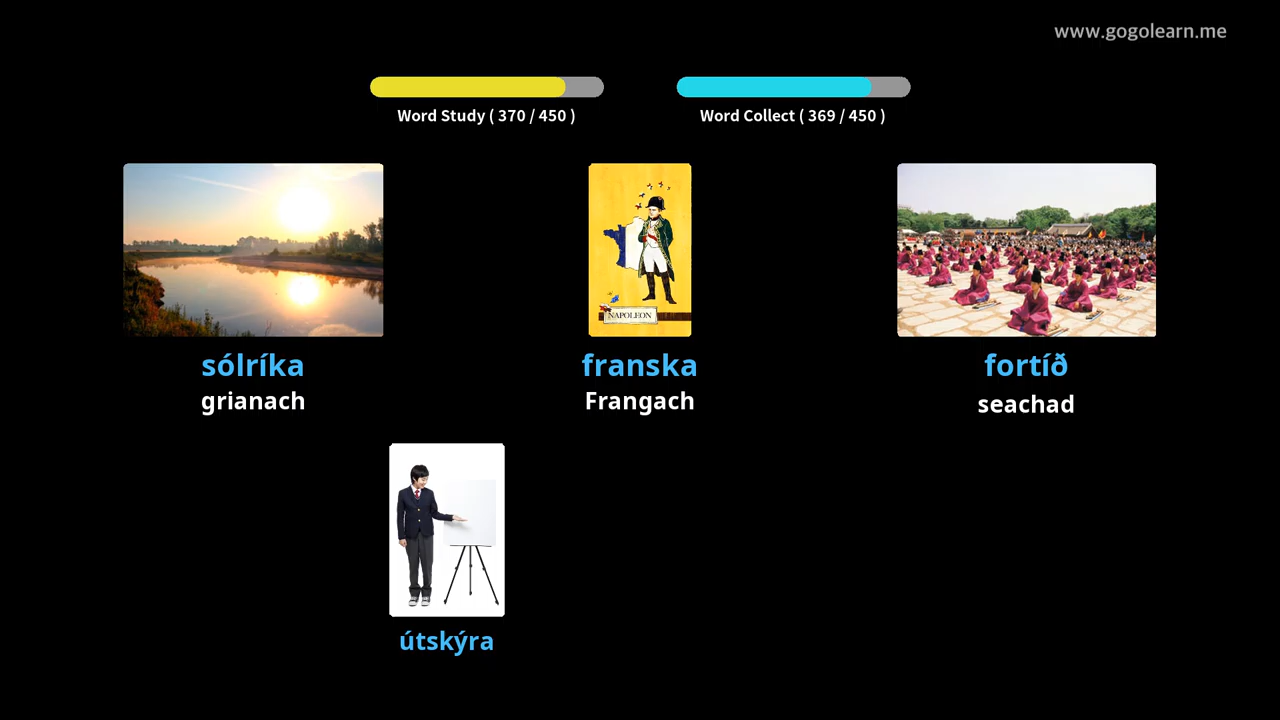 www.gogolearn.me
Word Study ( 370 / 450 )
Word Collect ( 369 / 450 )
NAPOLEON
sólríka
grianach
franska
Frangach
fortíð
seachad
útskýra